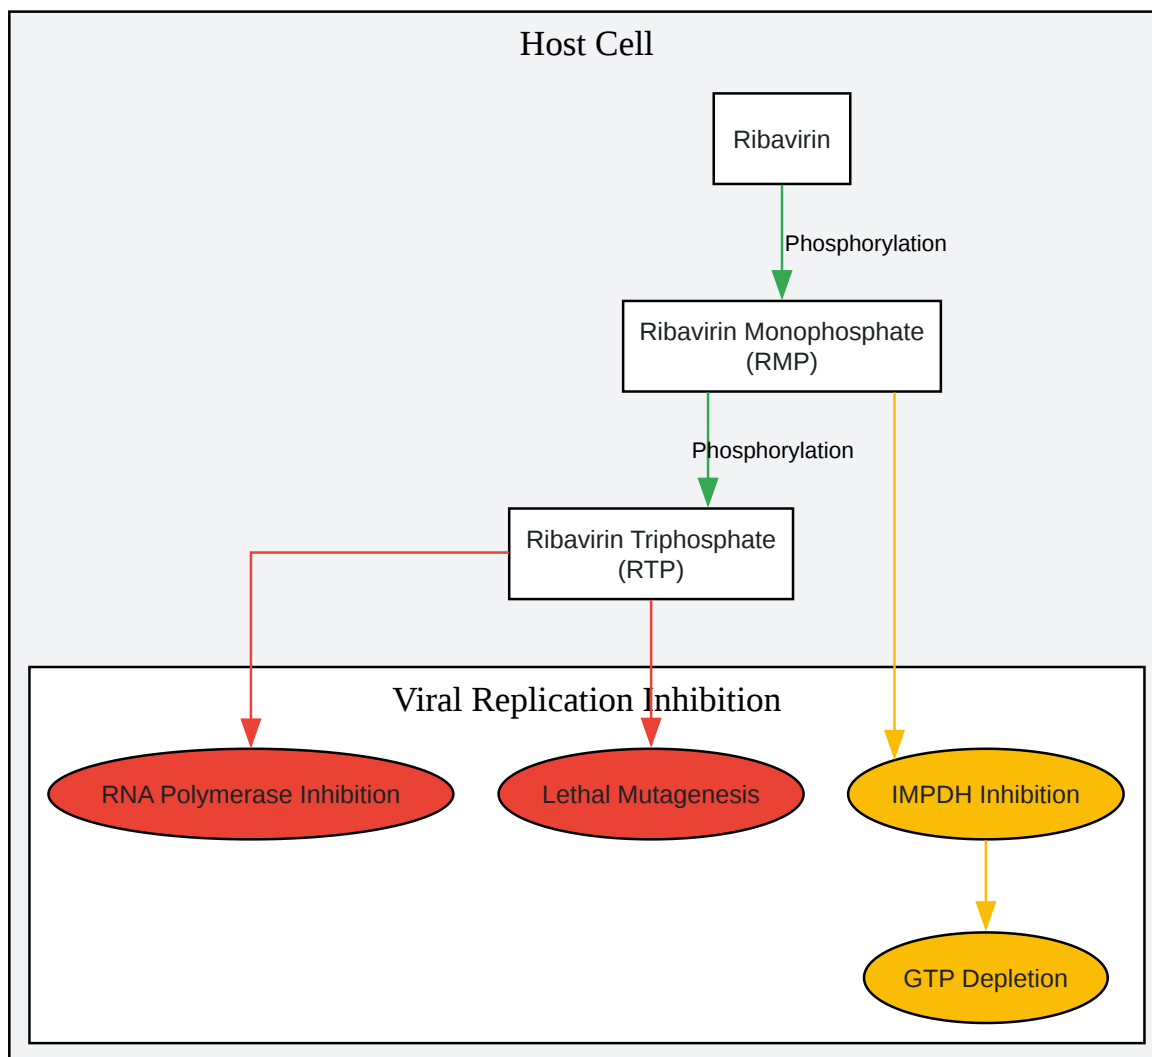 Host Cell
Ribavirin
Phosphorylation
Ribavirin Monophosphate
(RMP)
Phosphorylation
Ribavirin Triphosphate
(RTP)
Viral Replication Inhibition
RNA Polymerase Inhibition
Lethal Mutagenesis
IMPDH Inhibition
GTP Depletion